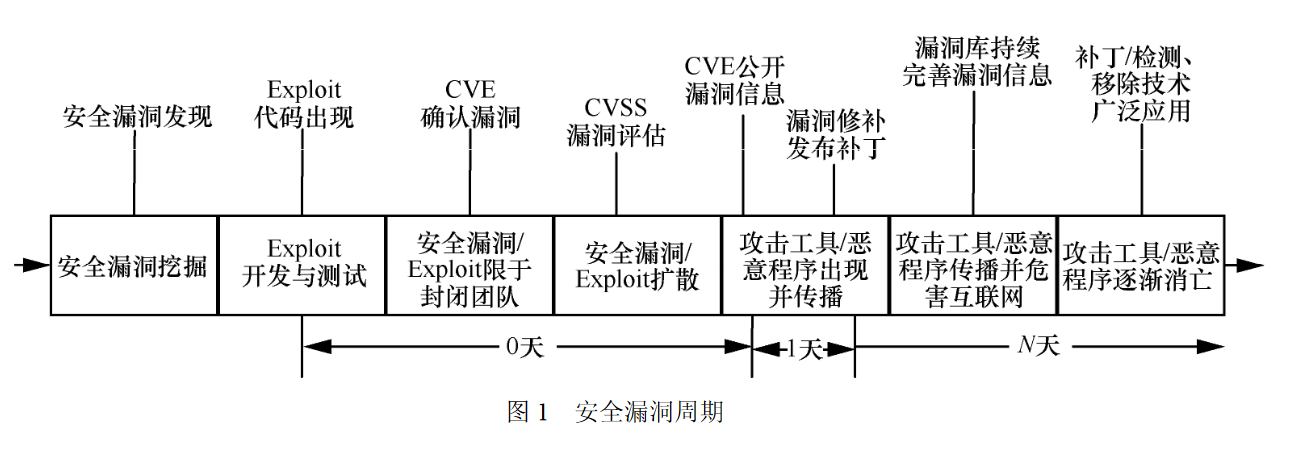 安全漏洞发现
Exploit
代码出现
CVE
确认漏洞
CVSS
漏洞评估
CVE公开
漏洞信息
漏洞修补
发布补丁
漏洞库持续
完善漏洞信息
补丁/检测、
移除技术
广泛应用
安全漏洞挖掘
Exploit
开发与测试
安全漏洞/
Exploit限于
封闭团队
安全漏洞/
Exploit扩散
攻击工具/恶
意程序出现
并传播
攻击工具/恶意
程序传播并危
害互联网
攻击工具/恶意
程序逐渐消亡
0天
1天
N天
图 1 安全漏洞周期